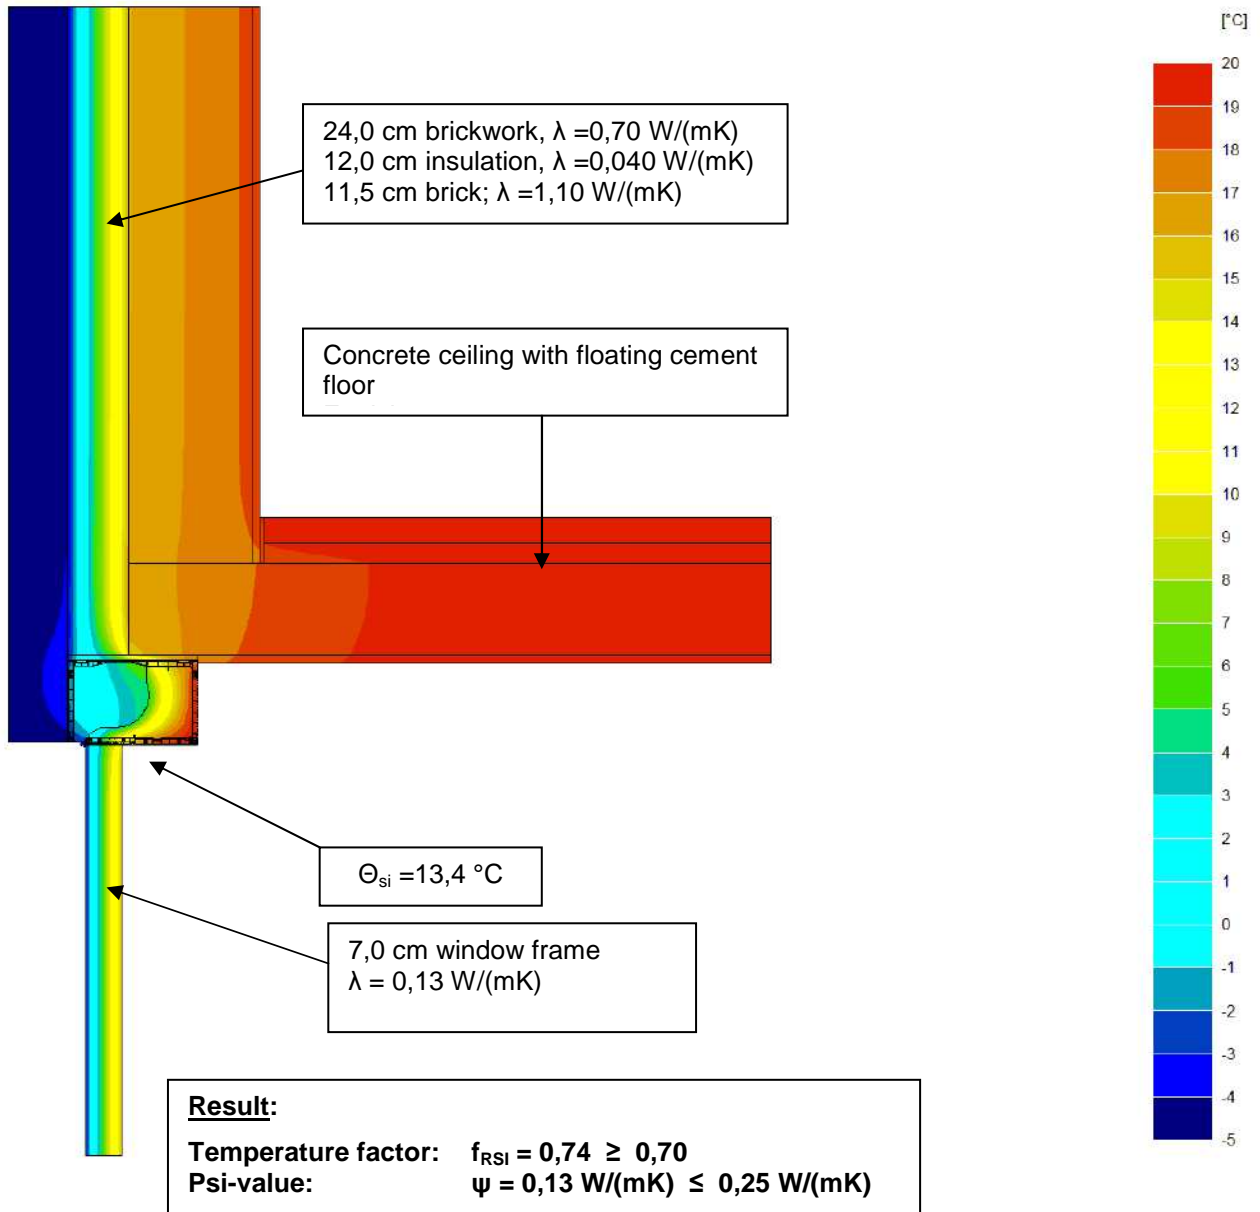 [°C]
24,0 cm brickwork, λ =0,70 W/(mK)
12,0 cm insulation, λ =0,040 W/(mK)
11,5 cm brick; λ =1,10 W/(mK)
Concrete ceiling with floating cement
floor
Θsi =13,4 °C
7,0 cm window frame
λ = 0,13 W/(mK)
Result:
Temperature factor: fRSI = 0,74 ≥ 0,70
Psi-value: ψ = 0,13 W/(mK) ≤ 0,25 W/(mK)
20
19
18
17
16
15
14
13
12
11
10
9
8
7
6
5
4
3
2
1
0
-1
-2
-3
-4
-5